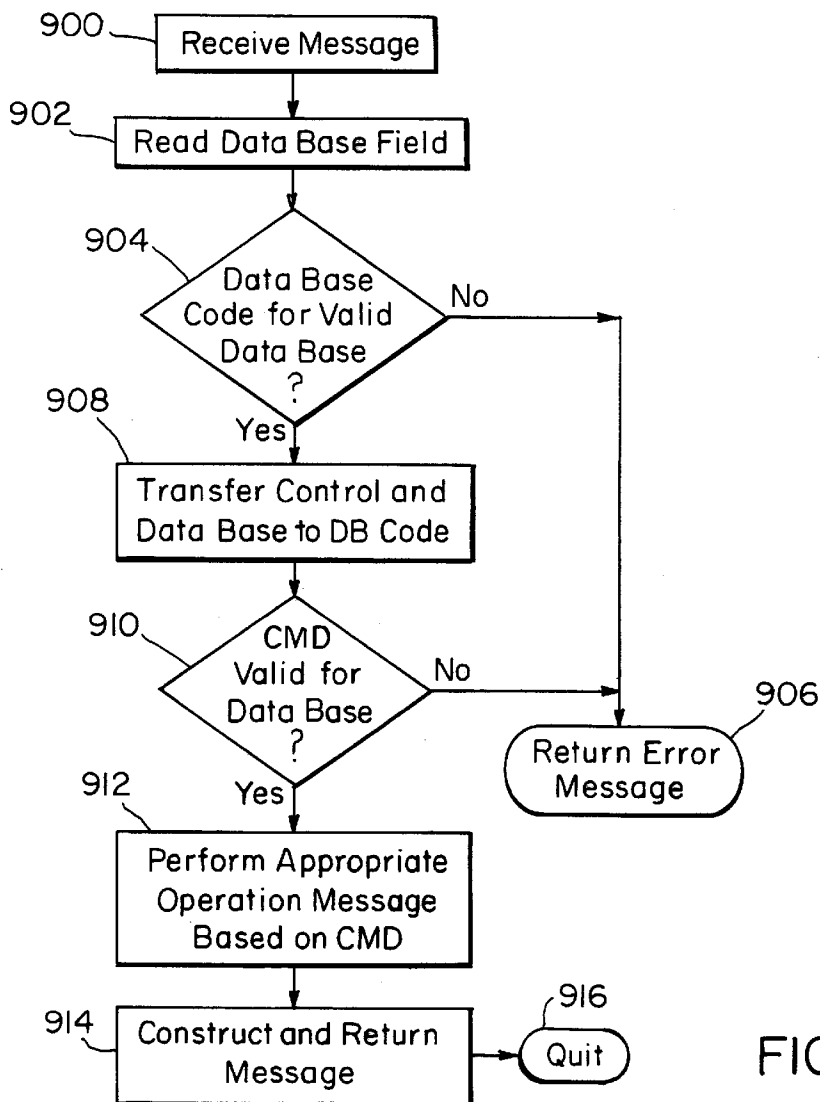 900
Receive Message
902
Read Data Base Field
904
Data Base
Code for Valid
Data Base
?
No
Yes
908
Transfer Control and
Data Base to DB Code
910
CMD
Valid for
Data Base
?
No
Yes
906
Return Error
Message
912
Perform Appropriate
Operation Message
Based on CMD
914
Construct and Return
Message
916
Quit
FIG